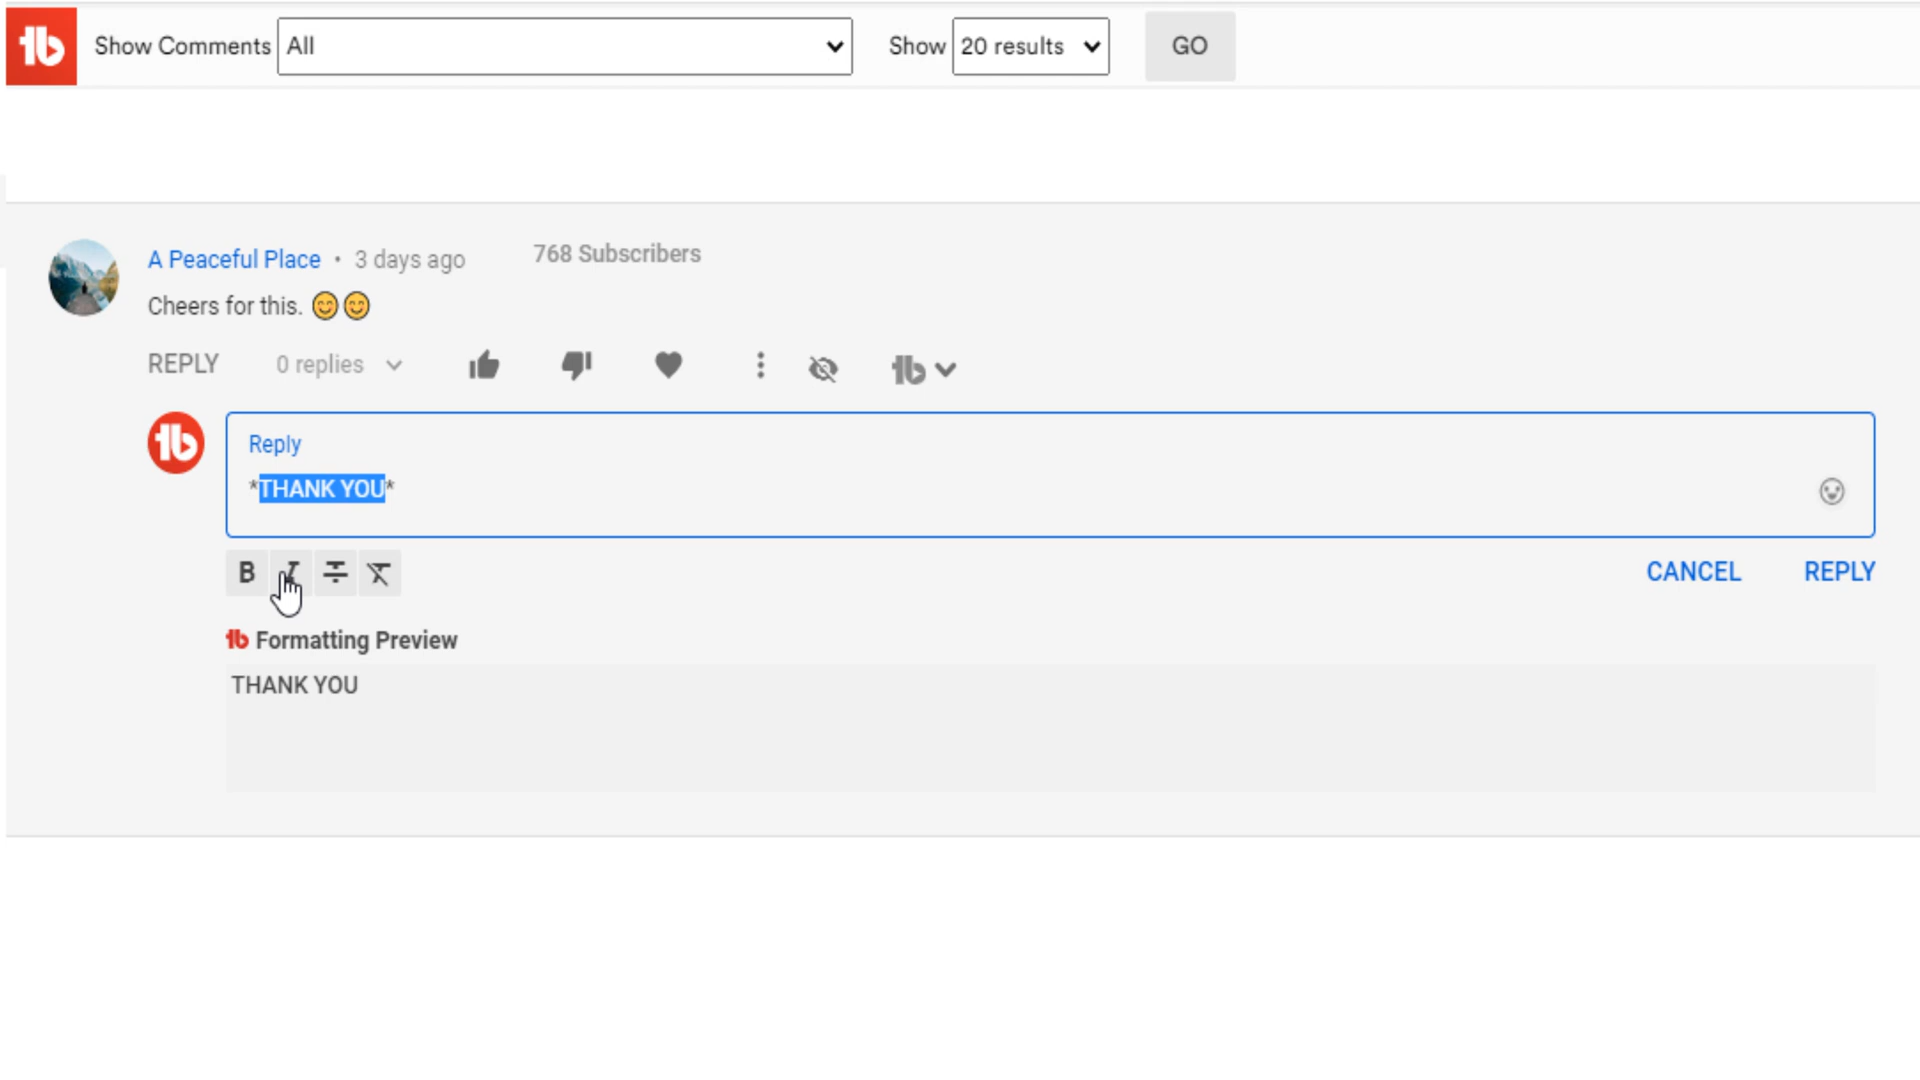 Show Comments All Show 20 results GO
A Peaceful Place • 3 days ago 768 Subscribers
Cheers for this. 😊😊
REPLY 0 replies
Reply
*THANK YOU*
B I CANCEL REPLY
tb Formatting Preview
THANK YOU